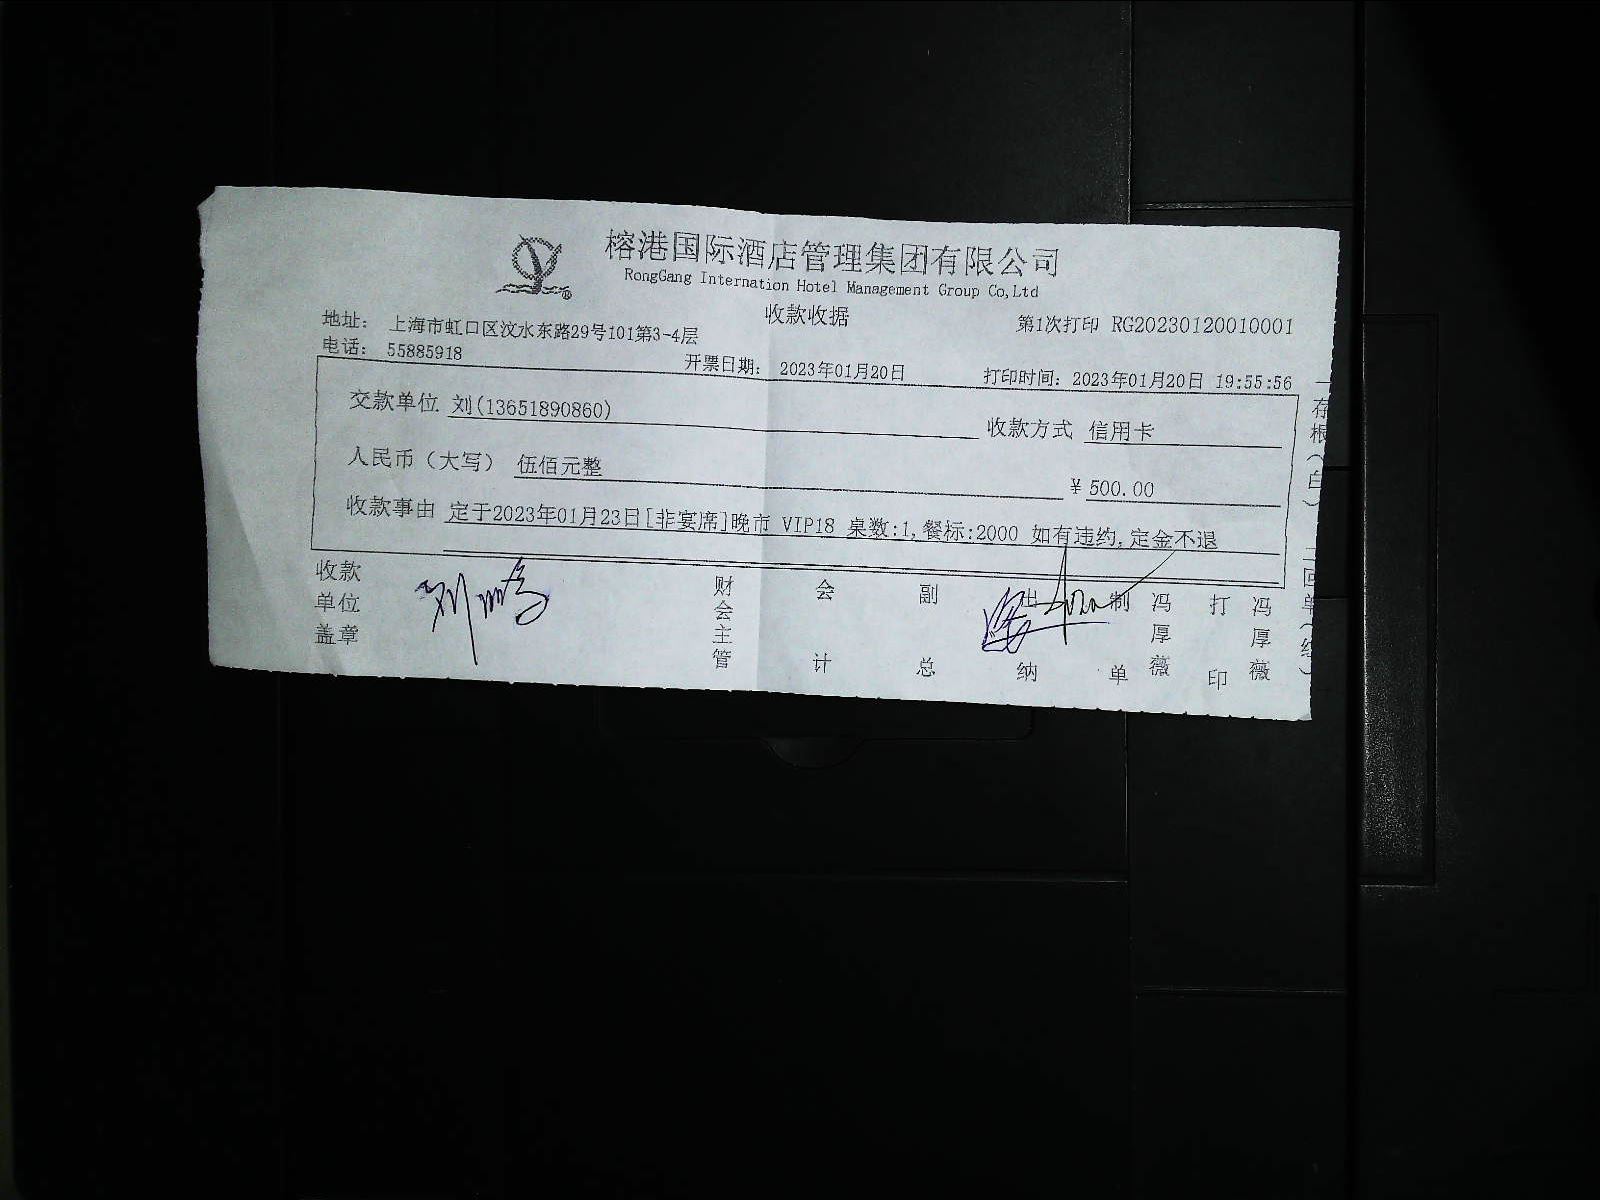 榕港国际酒店管理集团有限公司
RongGang Internation Hotel Management Group Co,Ltd
收款收据
地址： 上海市虹口区汶水东路29号101第3-4层
第1次打印 RG20230120010001
电话： 55885918
开票日期： 2023年01月20日
打印时间：2023年01月20日 19:55:56
交款单位 刘(13651890860)
收款方式 信用卡
人民币（大写） 伍佰元整
¥ 500.00
收款事由 定于2023年01月23日[非宴席]晚市 VIP18 桌数:1,餐标:2000 如有违约,定金不退
收款单位盖章
财会主管
会计
副总
出纳
制单 冯厚薇
打印 冯厚薇
一存根(白)
二回单(红)